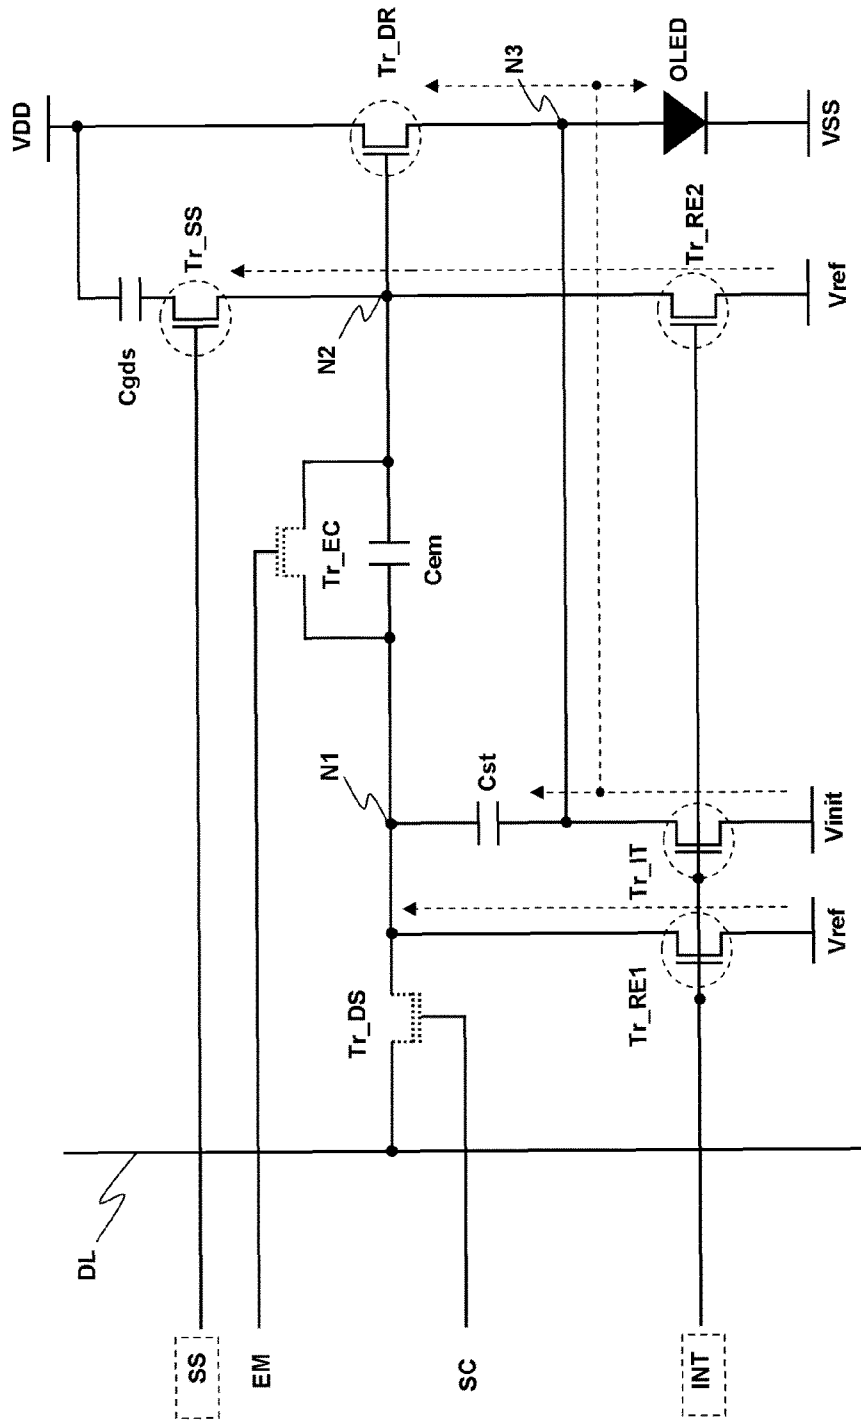 VDD
Tr_DR
N3
OLED
VSS
Cgds
Tr_SS
N2
Tr_RE2
Vref
Tr_EC
Cem
N1
Cst
Tr_IT
Vinit
Tr_DS
Tr_RE1
Vref
DL
SS
EM
SC
INT